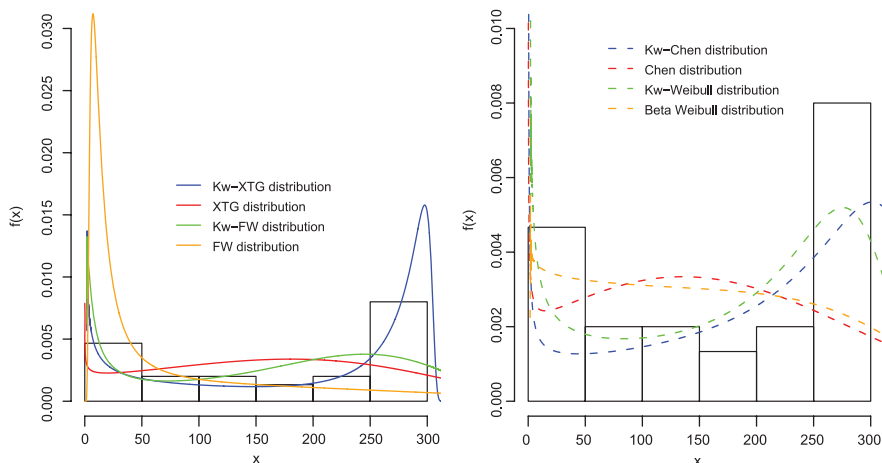 f(x)
0.030
0.025
0.020
0.015
0.010
0.005
0.000
Kw−XTG distribution
XTG distribution
Kw−FW distribution
FW distribution
0 50 100 150 200 250 300
x
f(x)
0.010
0.008
0.006
0.004
0.002
0.000
Kw−Chen distribution
Chen distribution
Kw−Weibull distribution
Beta Weibull distribution
0 50 100 150 200 250 300
x